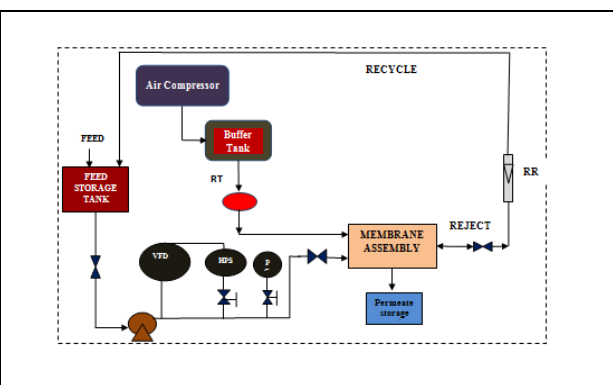 RECYCLE
Air Compressor
Buffer
Tank
FEED
RT
FEED
STORAGE
TANK
RR
REJECT
MEMBRANE
ASSEMBLY
VFD
HPS
P
Permeate
storage